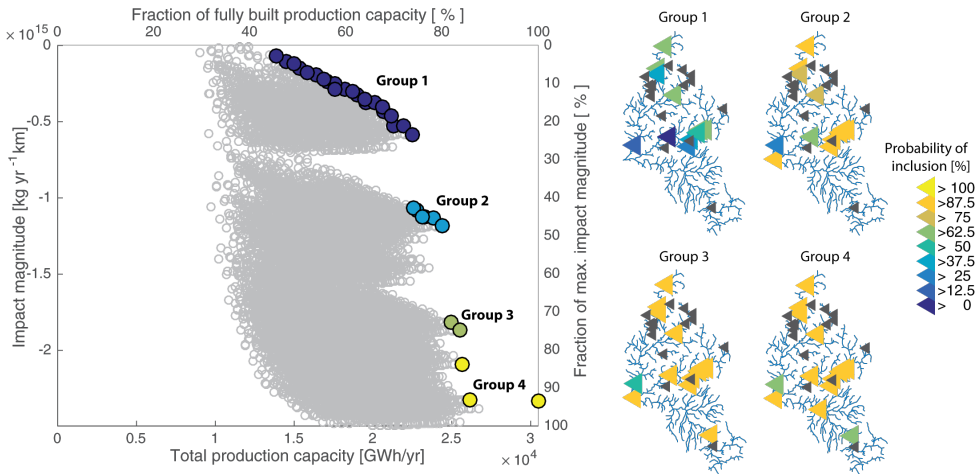 Fraction of fully built production capacity [ % ]
× 10¹⁵
0 20 40 60 80 100
0
-0.5
-1
-1.5
-2
Impact magnitude [kg yr⁻¹km]
0
10
20
30
40
50
60
70
80
90
100
Fraction of max. impact magnitude [ % ]
Group 1
Group 2
Group 3
Group 4
0 0.5 1 1.5 2 2.5 3
× 10⁴
Total production capacity [GWh/yr]
Group 1
Group 2
Group 3
Group 4
Probability of
inclusion [%]
> 100
>87.5
> 75
>62.5
> 50
>37.5
> 25
>12.5
> 0